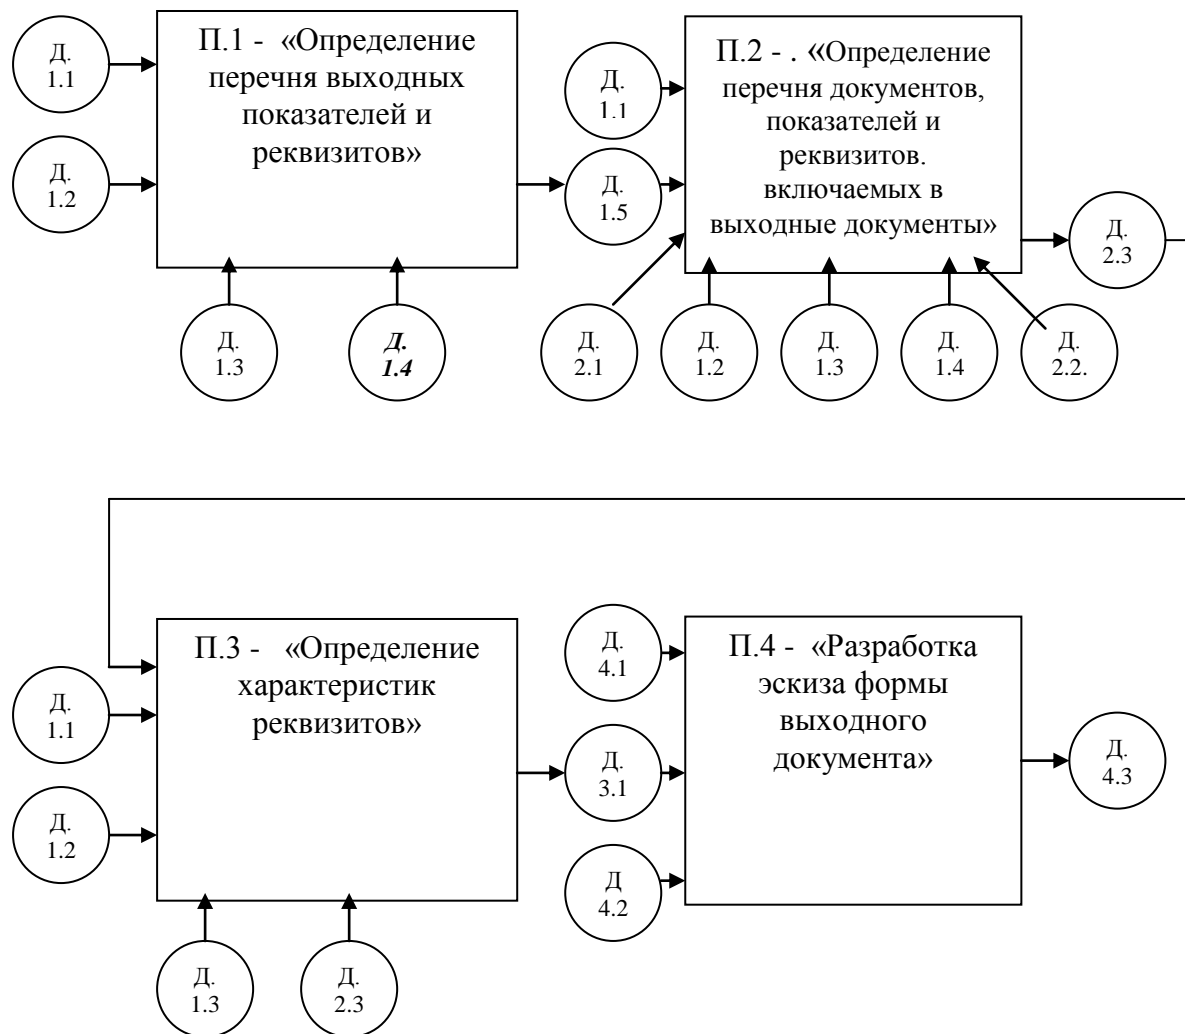 Д.
1.1
П.1 -  «Определение
перечня выходных
показателей и
реквизитов»
Д.
1.2
Д.
1.3
Д.
1.4
Д.
1.1
Д.
1.5
П.2 - . «Определение
перечня документов,
показателей и
реквизитов.
включаемых в
выходные документы»
Д.
2.3
Д.
2.1
Д.
1.2
Д.
1.3
Д.
1.4
Д.
2.2.
П.3 -   «Определение
характеристик
реквизитов»
Д.
1.1
Д.
1.2
Д.
1.3
Д.
2.3
Д.
4.1
Д.
3.1
Д
4.2
П.4 -  «Разработка
эскиза формы
выходного
документа»
Д.
4.3